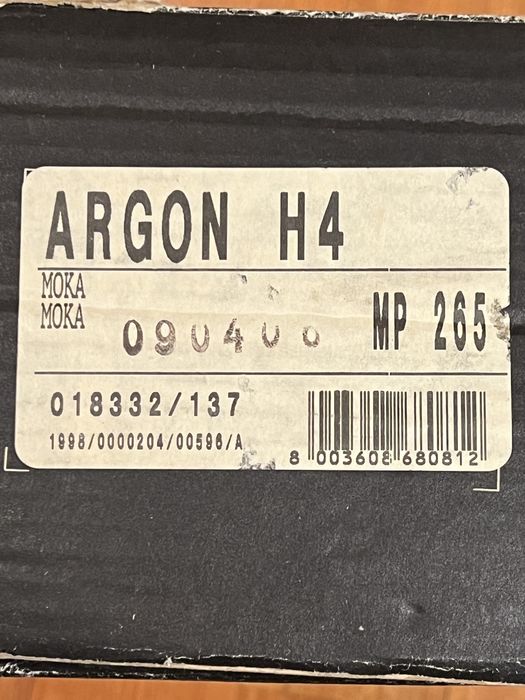 ARGON H4
MOKA
MOKA
MP 265
018332/137
1998/0000204/00596/A
8 003608 680812